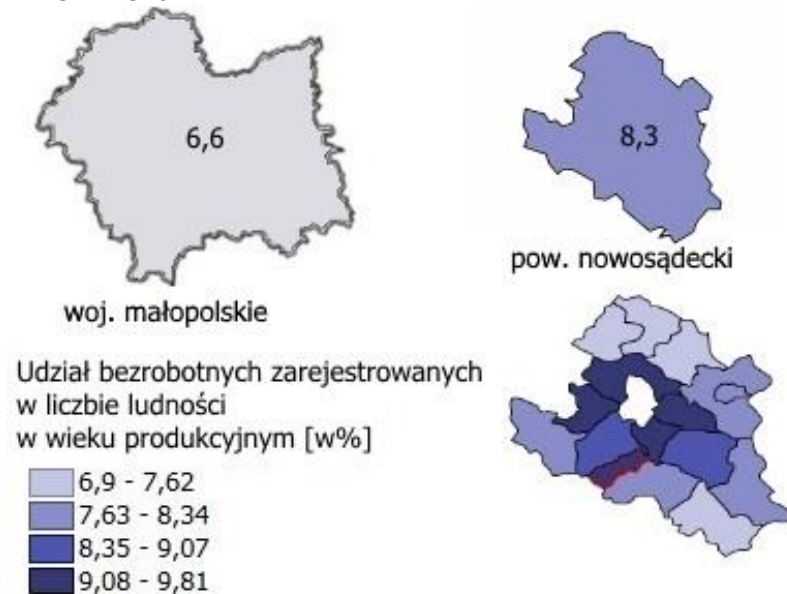 6,6
8,3
woj. małopolskie
pow. nowosądecki
Udział bezrobotnych zarejestrowanych
w liczbie ludności
w wieku produkcyjnym [w%]
6,9 - 7,62
7,63 - 8,34
8,35 - 9,07
9,08 - 9,81